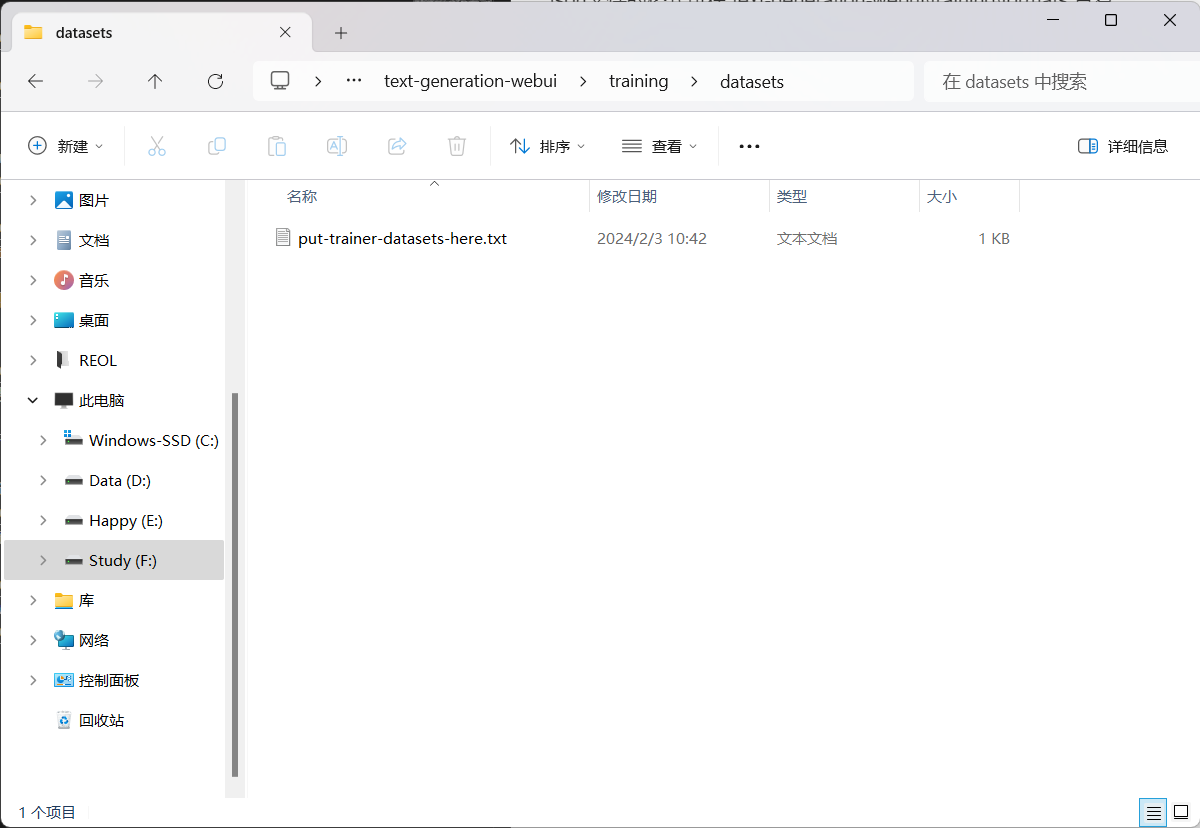 datasets
text-generation-webui
training
datasets
在 datasets 中搜索
新建
排序
查看
详细信息
名称
修改日期
类型
大小
put-trainer-datasets-here.txt
2024/2/3 10:42
文本文档
1 KB
图片
文档
音乐
桌面
REOL
此电脑
Windows-SSD (C:)
Data (D:)
Happy (E:)
Study (F:)
库
网络
控制面板
回收站
1 个项目